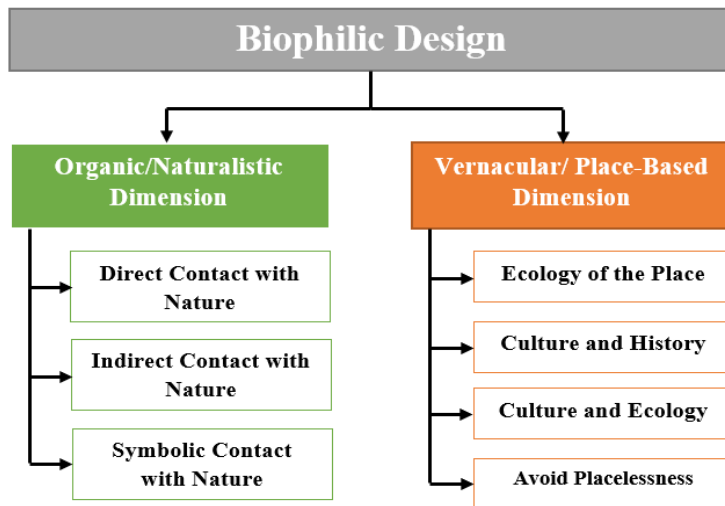 Biophilic Design
Organic/Naturalistic
Dimension
Vernacular/ Place-Based
Dimension
Direct Contact with
Nature
Indirect Contact with
Nature
Symbolic Contact
with Nature
Ecology of the Place
Culture and History
Culture and Ecology
Avoid Placelessness